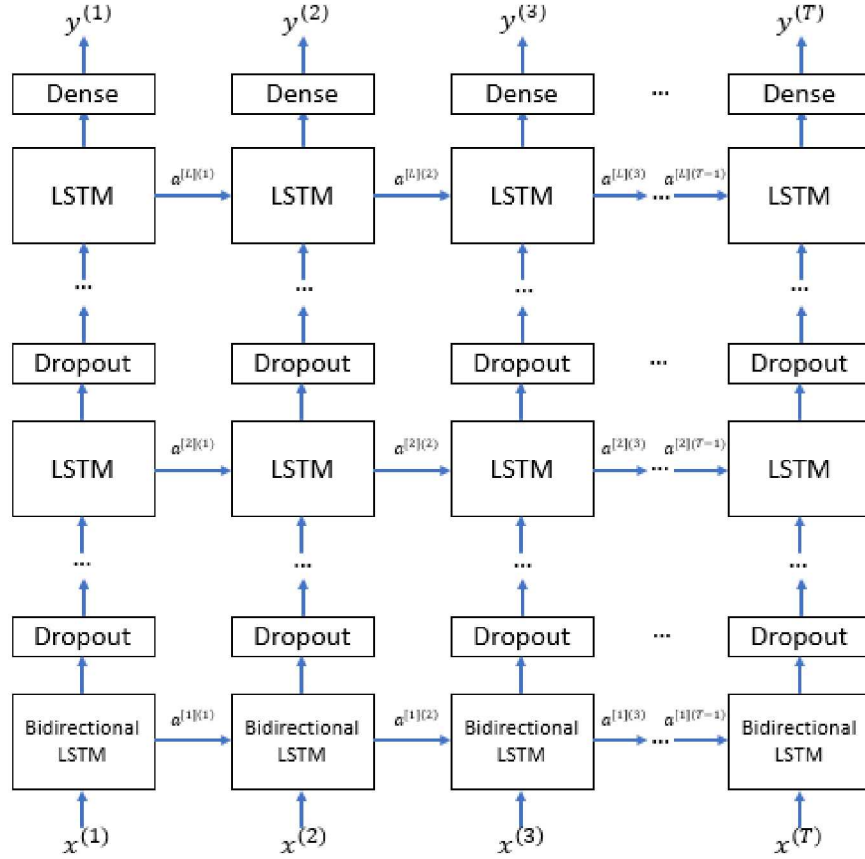 y^(1) y^(2) y^(3) y^(T)
Dense Dense Dense ... Dense
a^[L](1) a^[L](2) a^[L](3) a^[L](T−1)
LSTM LSTM LSTM ... LSTM
... ... ... ...
Dropout Dropout Dropout ... Dropout
a^[2](1) a^[2](2) a^[2](3) a^[2](T−1)
LSTM LSTM LSTM ... LSTM
... ... ... ...
Dropout Dropout Dropout ... Dropout
a^[1](1) a^[1](2) a^[1](3) a^[1](T−1)
Bidirectional Bidirectional Bidirectional Bidirectional
LSTM LSTM LSTM ... LSTM
x^(1) x^(2) x^(3) x^(T)